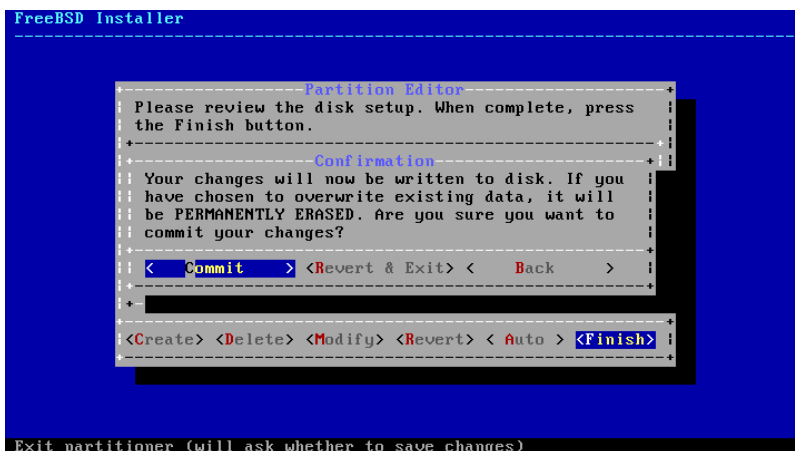 FreeBSD Installer
Partition Editor
Please review the disk setup. When complete, press
the Finish button.
Confirmation
Your changes will now be written to disk. If you
have chosen to overwrite existing data, it will
be PERMANENTLY ERASED. Are you sure you want to
commit your changes?
< Commit > <Revert & Exit> < Back >
<Create> <Delete> <Modify> <Revert> < Auto > <Finish>
Exit partitioner (will ask whether to save changes)